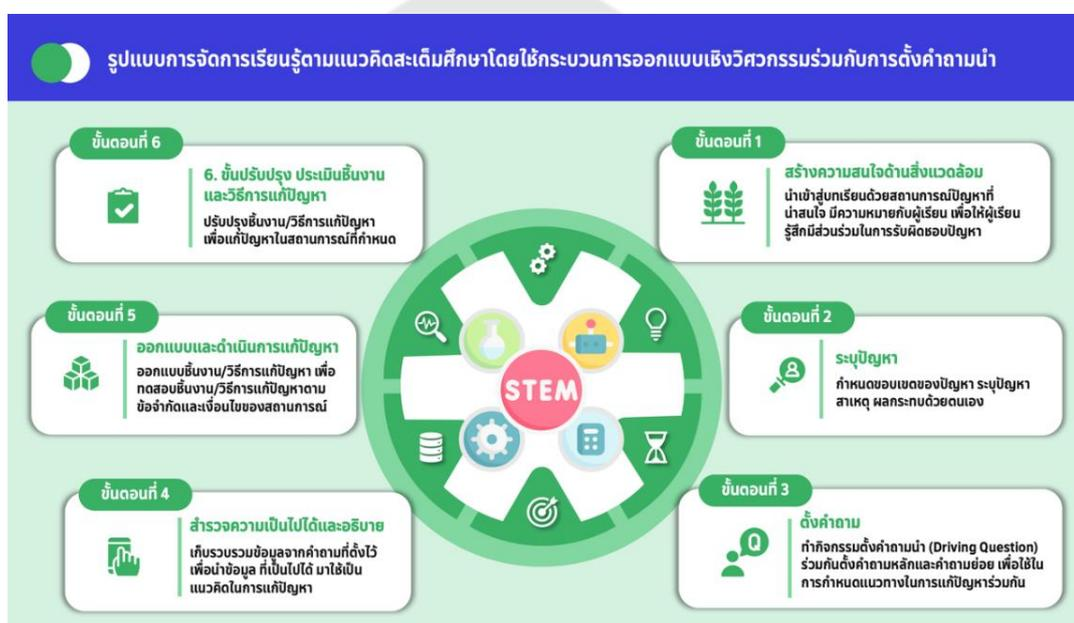 รูปแบบการจัดการเรียนรู้ตามแนวคิดสะเต็มศึกษาโดยใช้กระบวนการออกแบบเชิงวิศวกรรมร่วมกับการตั้งคำถามนำ
ขั้นตอนที่ 1
สร้างความสนใจด้านสิ่งแวดล้อม
นำเข้าสู่บทเรียนด้วยสถานการณ์ปัญหาที่
น่าสนใจ มีความหมายกับผู้เรียน เพื่อให้ผู้เรียน
รู้สึกมีส่วนร่วมในการรับผิดชอบปัญหา
ขั้นตอนที่ 2
ระบุปัญหา
กำหนดขอบเขตของปัญหา ระบุปัญหา
สาเหตุ ผลกระทบด้วยตนเอง
ขั้นตอนที่ 3
ตั้งคำถาม
ทำกิจกรรมตั้งคำถามนำ (Driving Question)
ร่วมกันตั้งคำถามหลักและคำถามย่อย เพื่อใช้ใน
การกำหนดแนวทางในการแก้ปัญหาร่วมกัน
Q
ขั้นตอนที่ 4
สำรวจความเป็นไปได้และอธิบาย
เก็บรวบรวมข้อมูลจากคำถามที่ตั้งไว้
เพื่อนำข้อมูล ที่เป็นไปได้ มาใช้เป็น
แนวคิดในการแก้ปัญหา
ขั้นตอนที่ 5
ออกแบบและดำเนินการแก้ปัญหา
ออกแบบชิ้นงาน/วิธีการแก้ปัญหา เพื่อ
ทดสอบชิ้นงาน/วิธีการแก้ปัญหาตาม
ข้อจำกัดและเงื่อนไขของสถานการณ์
ขั้นตอนที่ 6
6. ขั้นปรับปรุง ประเมินชิ้นงาน
และวิธีการแก้ปัญหา
ปรับปรุงชิ้นงาน/วิธีการแก้ปัญหา
เพื่อแก้ปัญหาในสถานการณ์ที่กำหนด
STEM